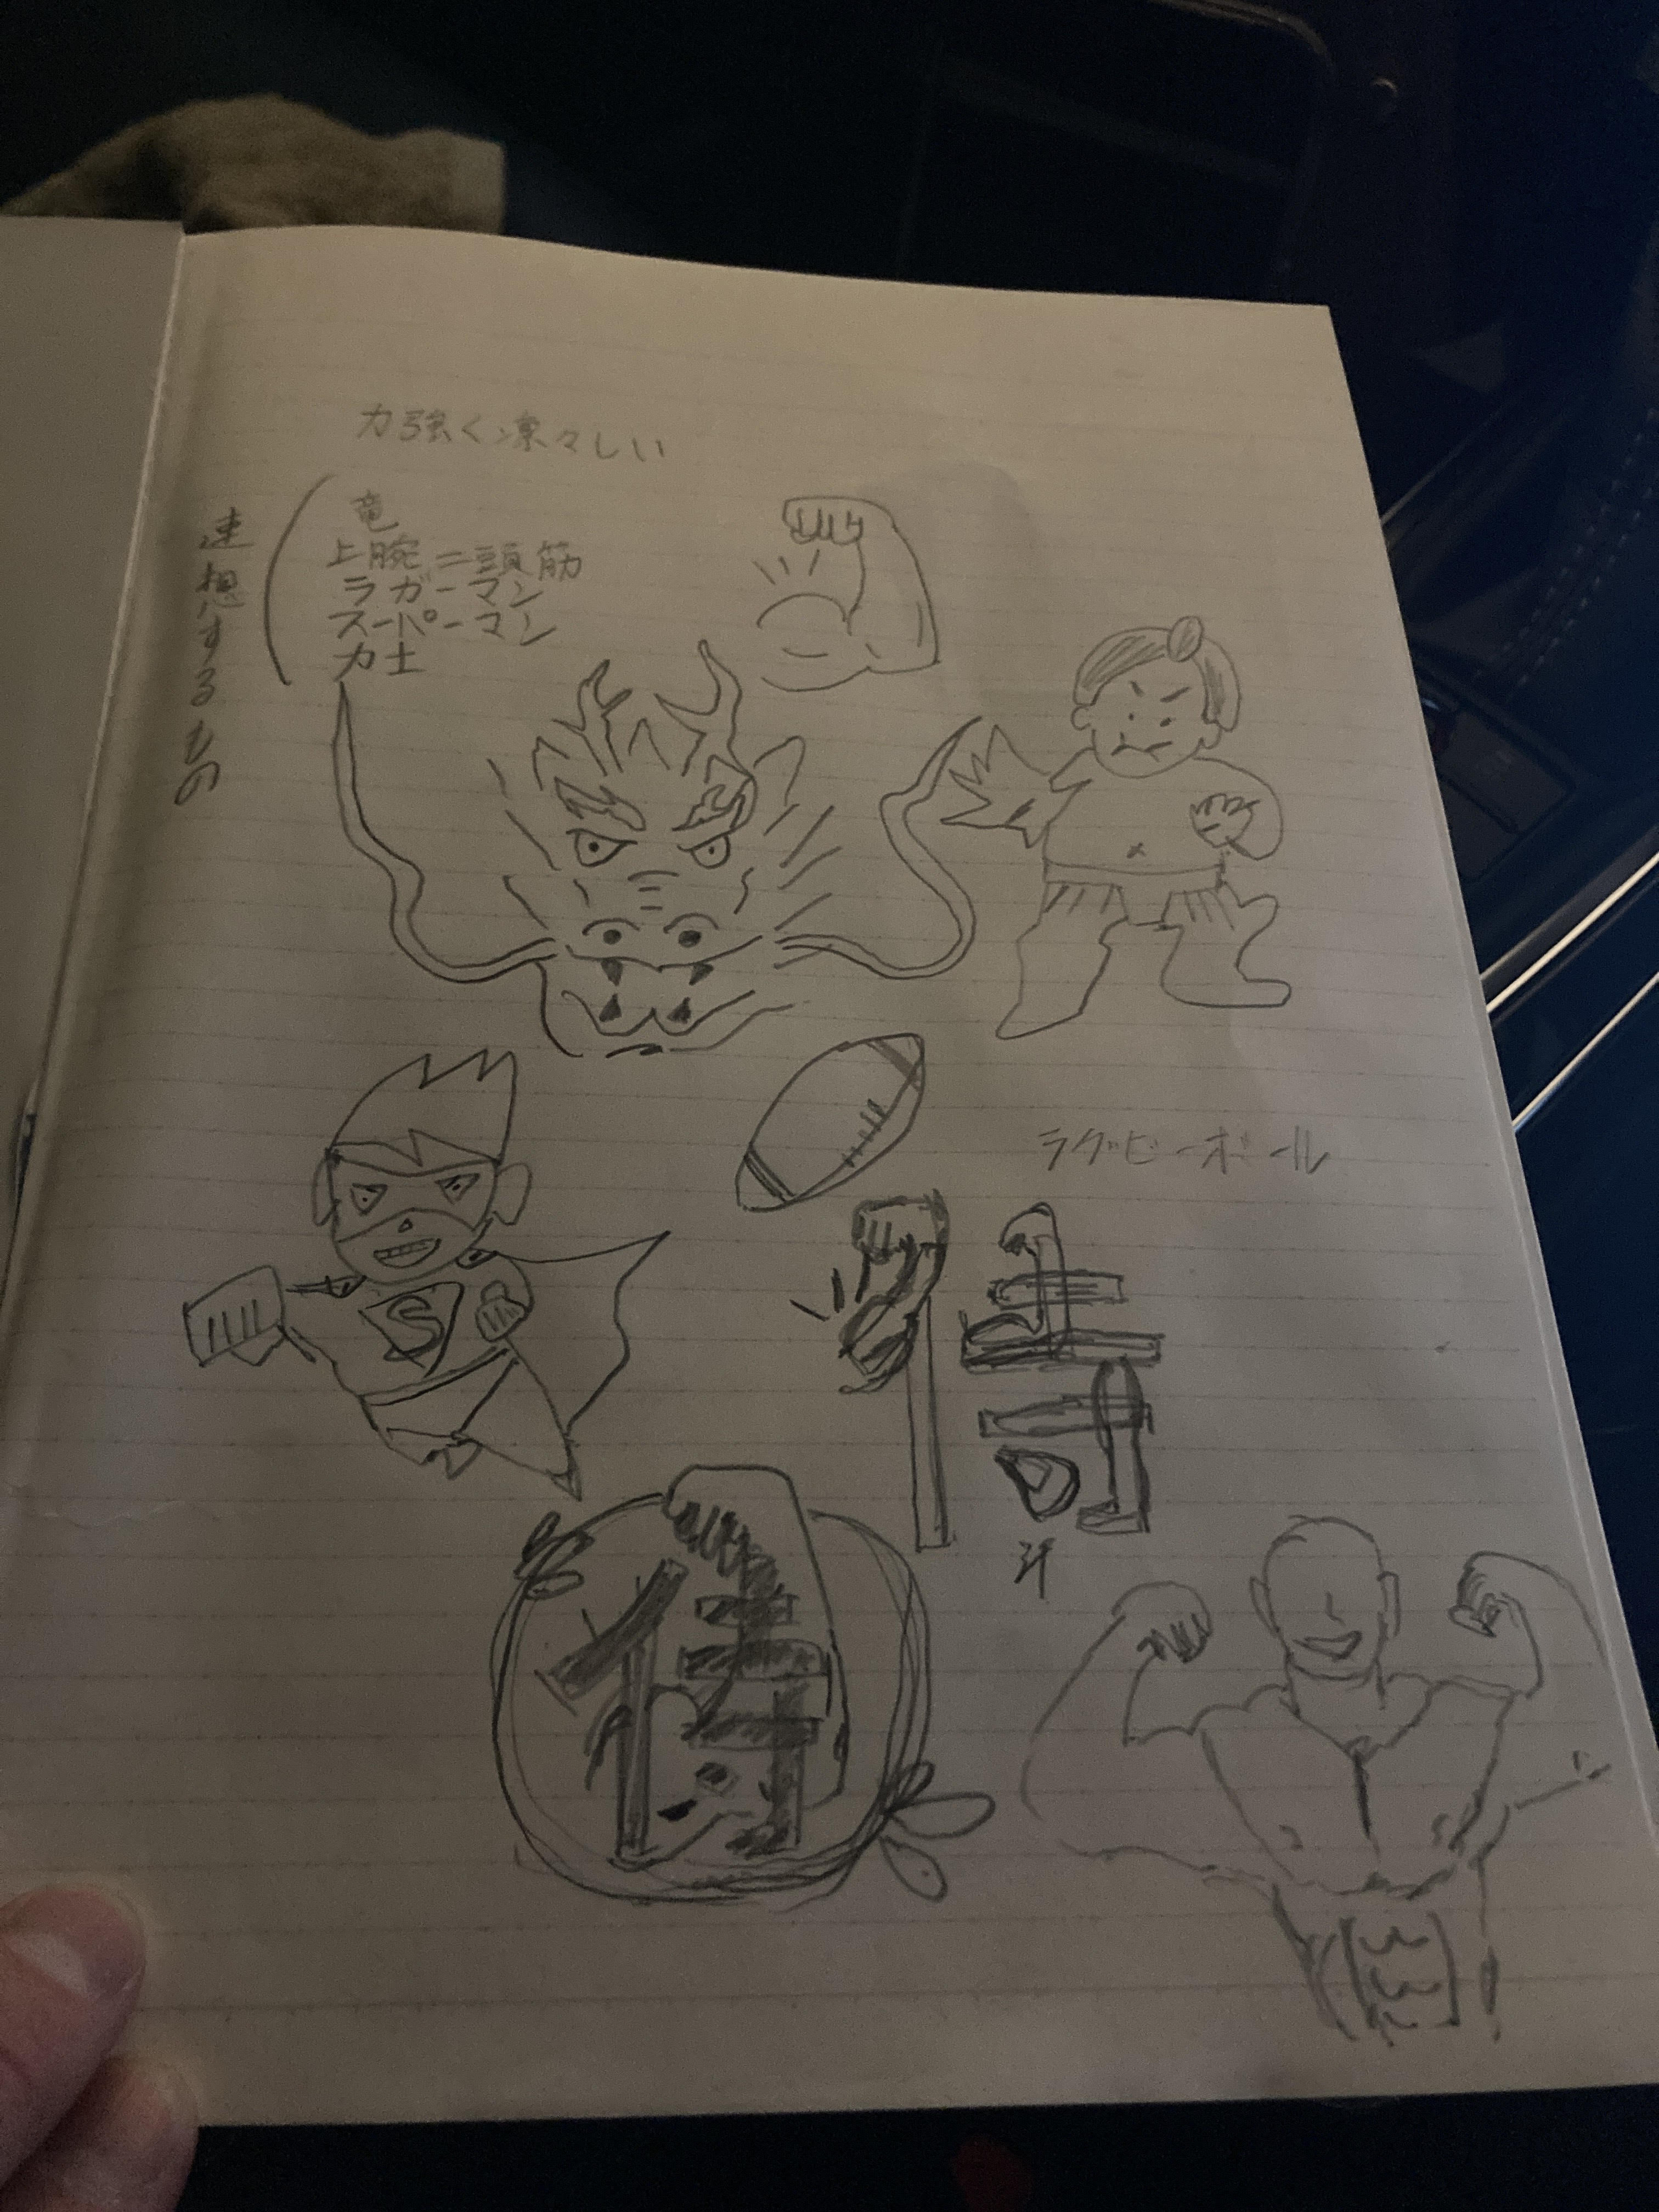 力強く凛々しい
連想するもの
竜
上腕二頭筋
ラガーマン
スーパーマン
力士
S
ラグビーボール
侍
侍